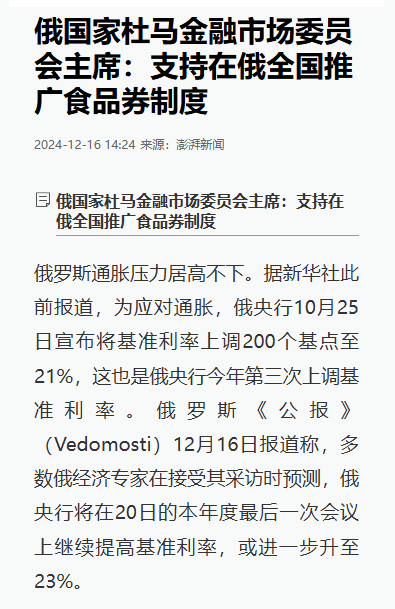 俄国家杜马金融市场委员
会主席：支持在俄全国推
广食品券制度
2024-12-16 14:24 来源：澎湃新闻
俄国家杜马金融市场委员会主席：支持在
俄全国推广食品券制度
俄罗斯通胀压力居高不下。据新华社此
前报道，为应对通胀，俄央行10月25
日宣布将基准利率上调200个基点至
21%，这也是俄央行今年第三次上调基
准利率。俄罗斯《公报》
（Vedomosti）12月16日报道称，多
数俄经济专家在接受其采访时预测，俄
央行将在20日的本年度最后一次会议
上继续提高基准利率，或进一步升至
23%。